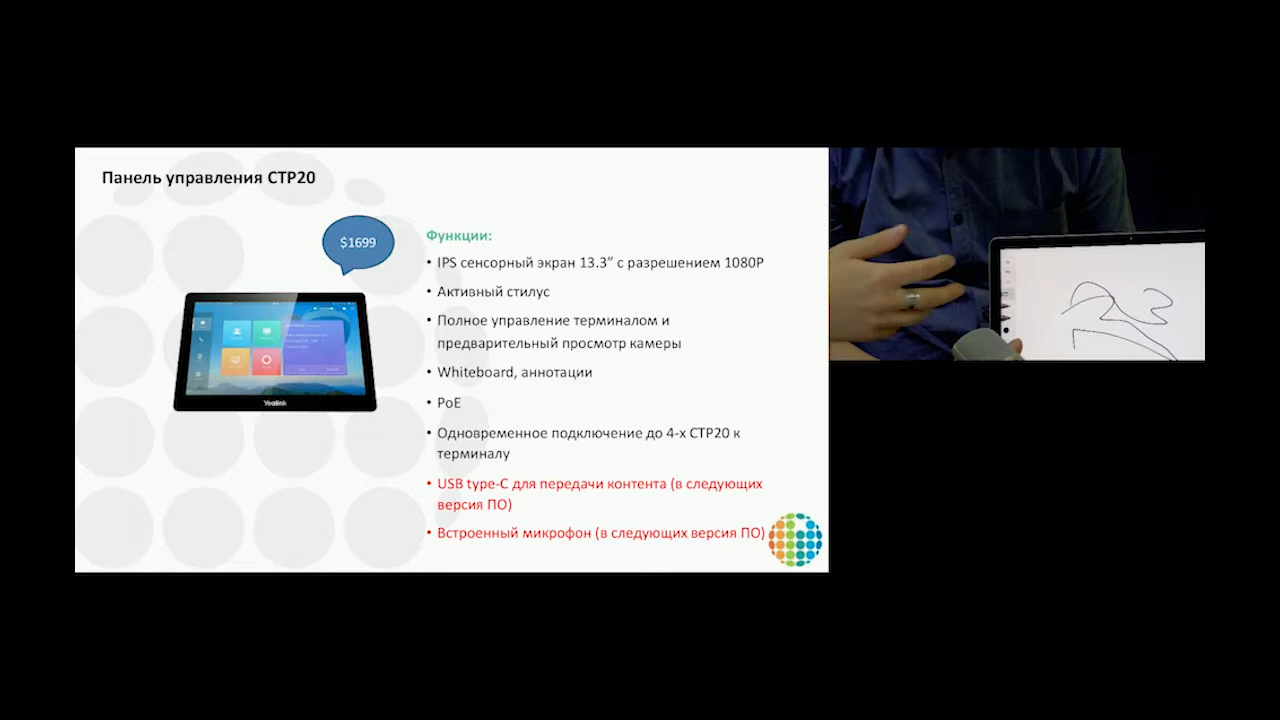 Панель управления CTP20
$1699
Функции:
• IPS сенсорный экран 13.3” с разрешением 1080P
• Активный стилус
• Полное управление терминалом и
предварительный просмотр камеры
• Whiteboard, аннотации
• PoE
• Одновременное подключение до 4-х CTP20 к
терминалу
• USB type-C для передачи контента (в следующих
версия ПО)
• Встроенный микрофон (в следующих версия ПО)
Yealink